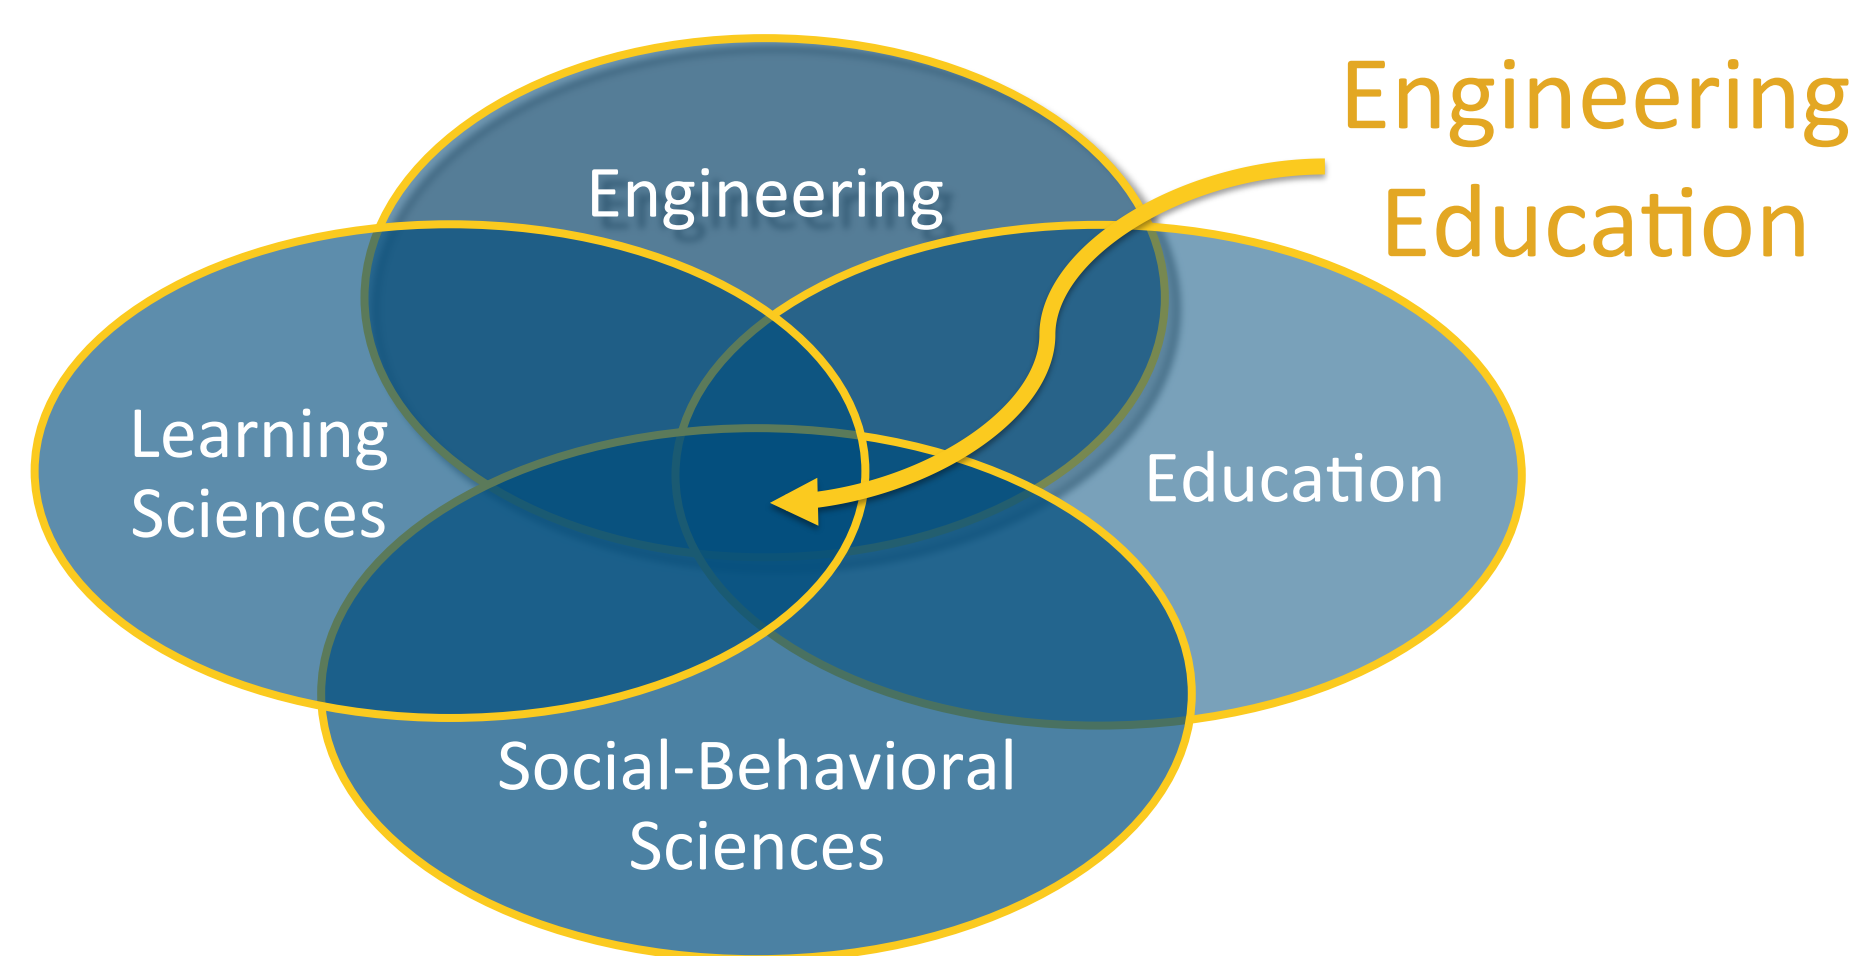 Engineering
Education
Engineering
Learning
Sciences
Education
Social-Behavioral
Sciences